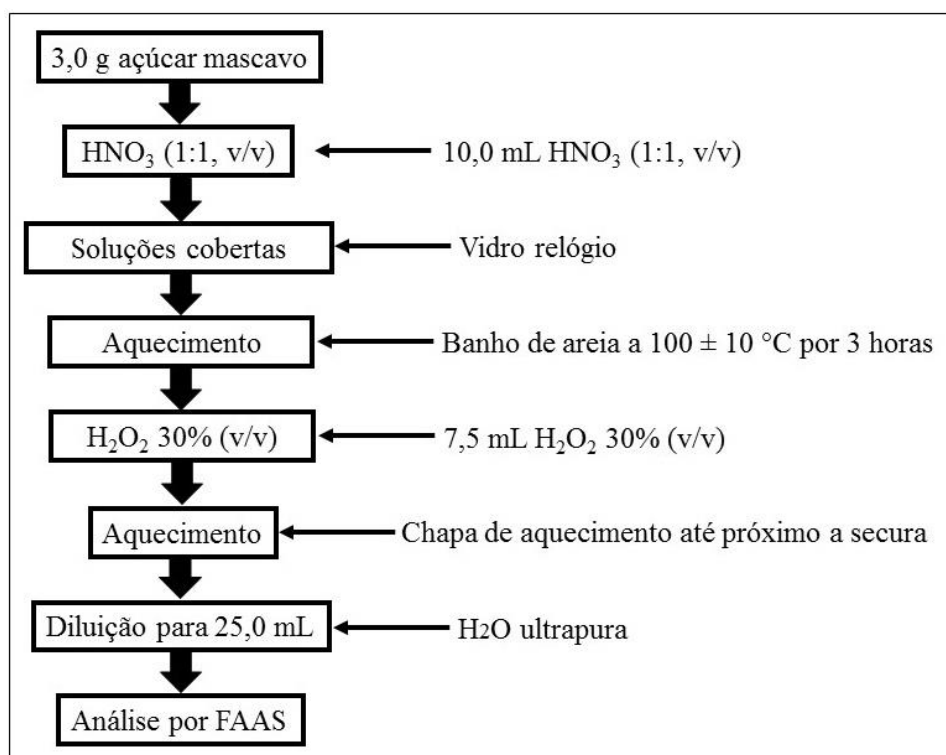 3,0 g açúcar mascavo
HNO₃ (1:1, v/v)
10,0 mL HNO₃ (1:1, v/v)
Soluções cobertas
Vidro relógio
Aquecimento
Banho de areia a 100 ± 10 °C por 3 horas
H₂O₂ 30% (v/v)
7,5 mL H₂O₂ 30% (v/v)
Aquecimento
Chapa de aquecimento até próximo a secura
Diluição para 25,0 mL
H₂O ultrapura
Análise por FAAS